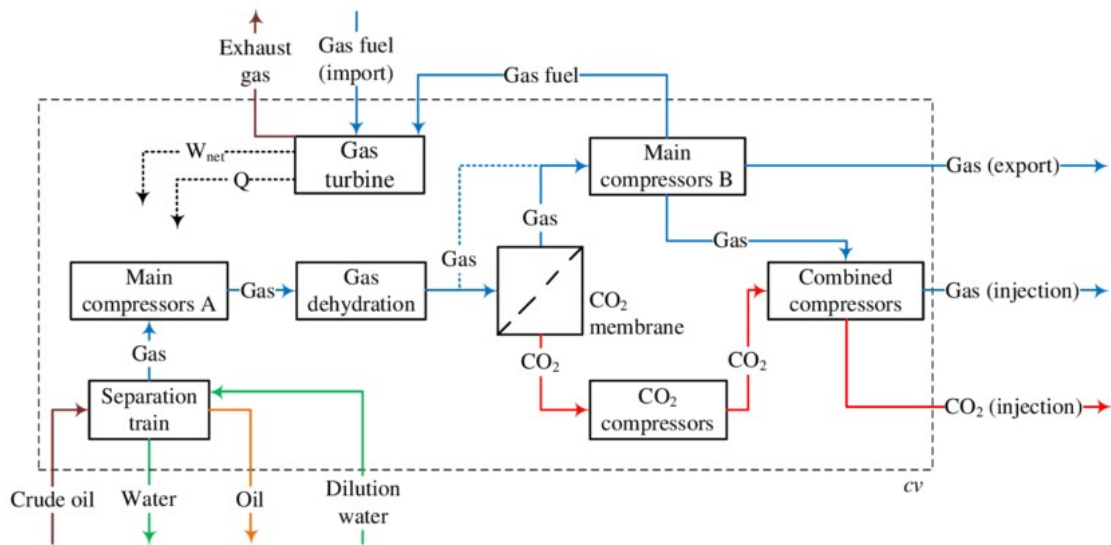 Exhaust
gas
Gas fuel
(import)
Gas fuel
W_net
Q
Gas
turbine
Main
compressors B
Gas (export)
Gas
Gas
Gas
Main
compressors A
Gas
Gas
dehydration
CO₂
membrane
Combined
compressors
Gas (injection)
Gas
CO₂
CO₂
Separation
train
CO₂
compressors
CO₂ (injection)
Crude oil
Water
Oil
Dilution
water
cv